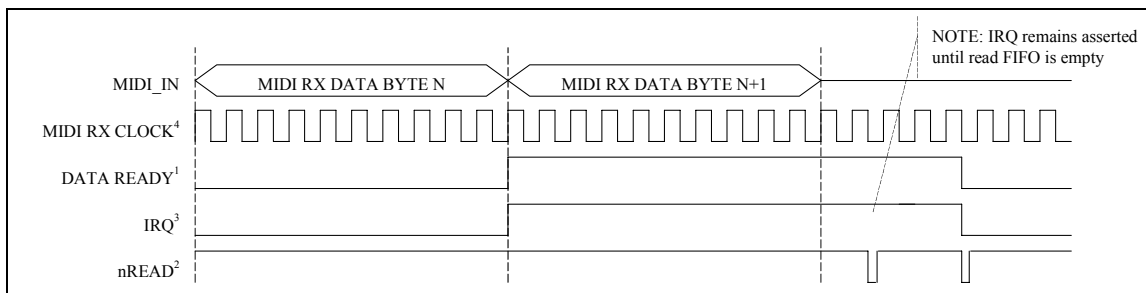 NOTE: IRQ remains asserted
until read FIFO is empty
MIDI_IN
MIDI RX DATA BYTE N
MIDI RX DATA BYTE N+1
MIDI RX CLOCK⁴
DATA READY¹
IRQ³
nREAD²